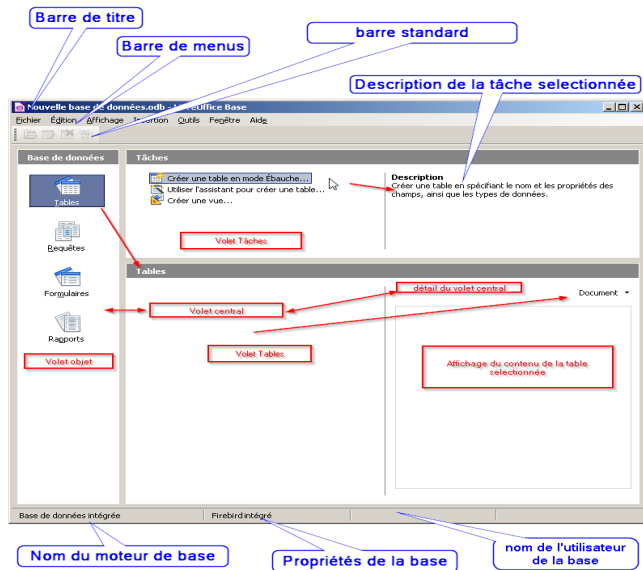 Barre de titre
Barre de menus
barre standard
Description de la tâche selectionnée
Nouvelle base de données.odb - LibreOffice Base
Fichier Édition Affichage Insertion Outils Fenêtre Aide
Base de données
Tâches
Tables
Requêtes
Formulaires
Rapports
Volet objet
Créer une table en mode Ébauche...
Utiliser l'assistant pour créer une table...
Créer une vue...
Volet Tâches
Description
Créer une table en spécifiant le nom et les propriétés des
champs, ainsi que les types de données.
Tables
détail du volet central
Document
Volet central
Volet Tables
Affichage du contenu de la table
selectionnée
Base de données intégrée
Firebird intégré
Nom du moteur de base
Propriétés de la base
nom de l'utilisateur
de la base